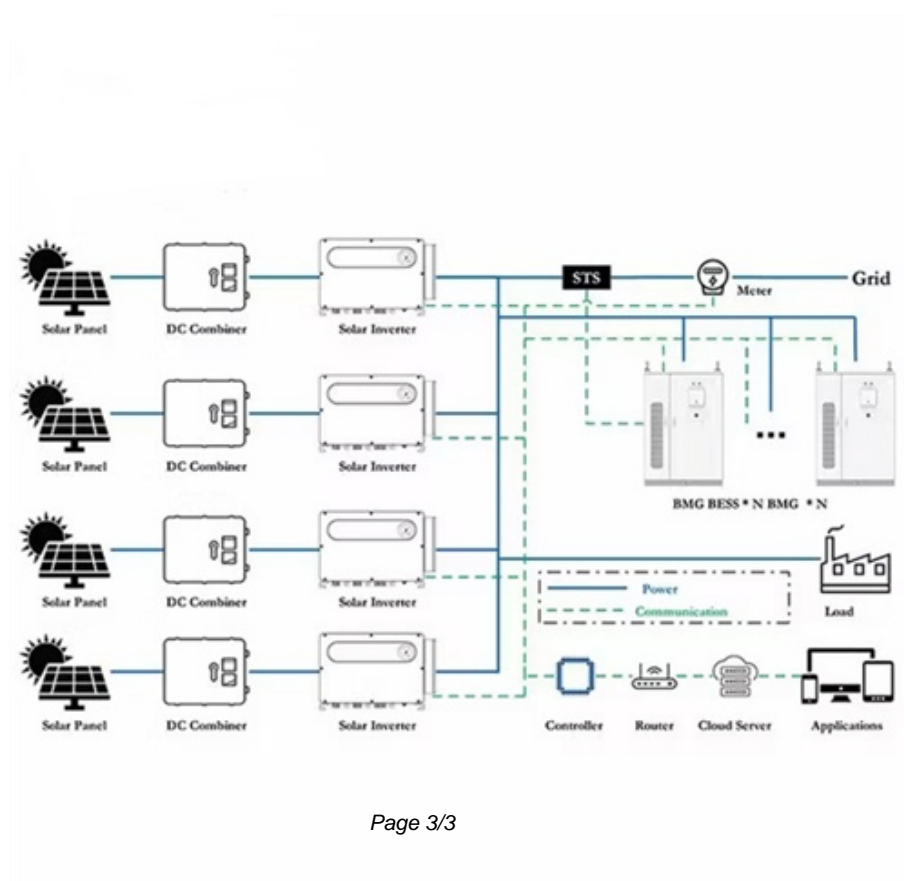 STS
Grid
Meter
Solar Panel
DC Combiner
Solar Inverter
Solar Panel
DC Combiner
Solar Inverter
BMG BESS * N BMG * N
Solar Panel
DC Combiner
Solar Inverter
Power
Communication
Load
Solar Panel
DC Combiner
Solar Inverter
Controller
Router
Cloud Server
Applications
Page 3/3